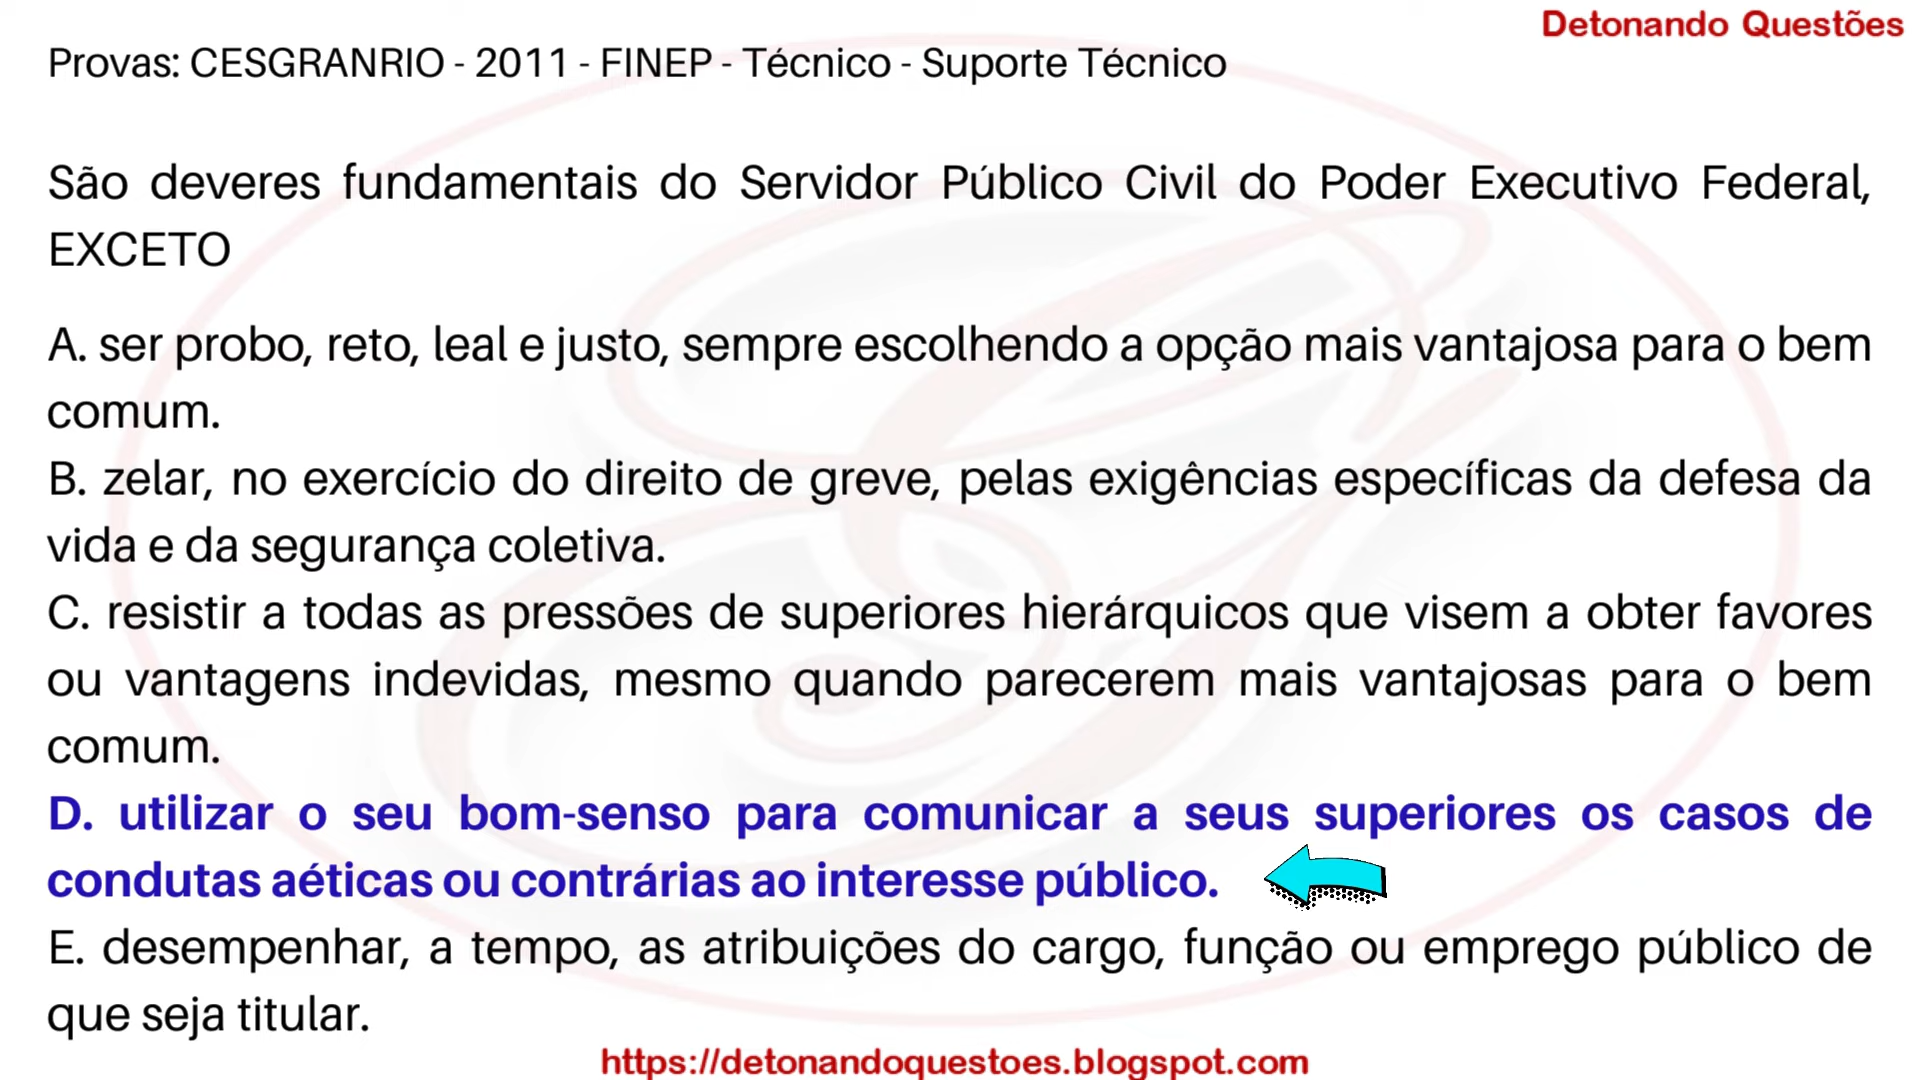 Detonando Questões
Provas: CESGRANRIO - 2011 - FINEP - Técnico - Suporte Técnico
São deveres fundamentais do Servidor Público Civil do Poder Executivo Federal,
EXCETO
A. ser probo, reto, leal e justo, sempre escolhendo a opção mais vantajosa para o bem
comum.
B. zelar, no exercício do direito de greve, pelas exigências específicas da defesa da
vida e da segurança coletiva.
C. resistir a todas as pressões de superiores hierárquicos que visem a obter favores
ou vantagens indevidas, mesmo quando parecerem mais vantajosas para o bem
comum.
D. utilizar o seu bom-senso para comunicar a seus superiores os casos de
condutas aéticas ou contrárias ao interesse público.
E. desempenhar, a tempo, as atribuições do cargo, função ou emprego público de
que seja titular.
https://detonandoquestoes.blogspot.com